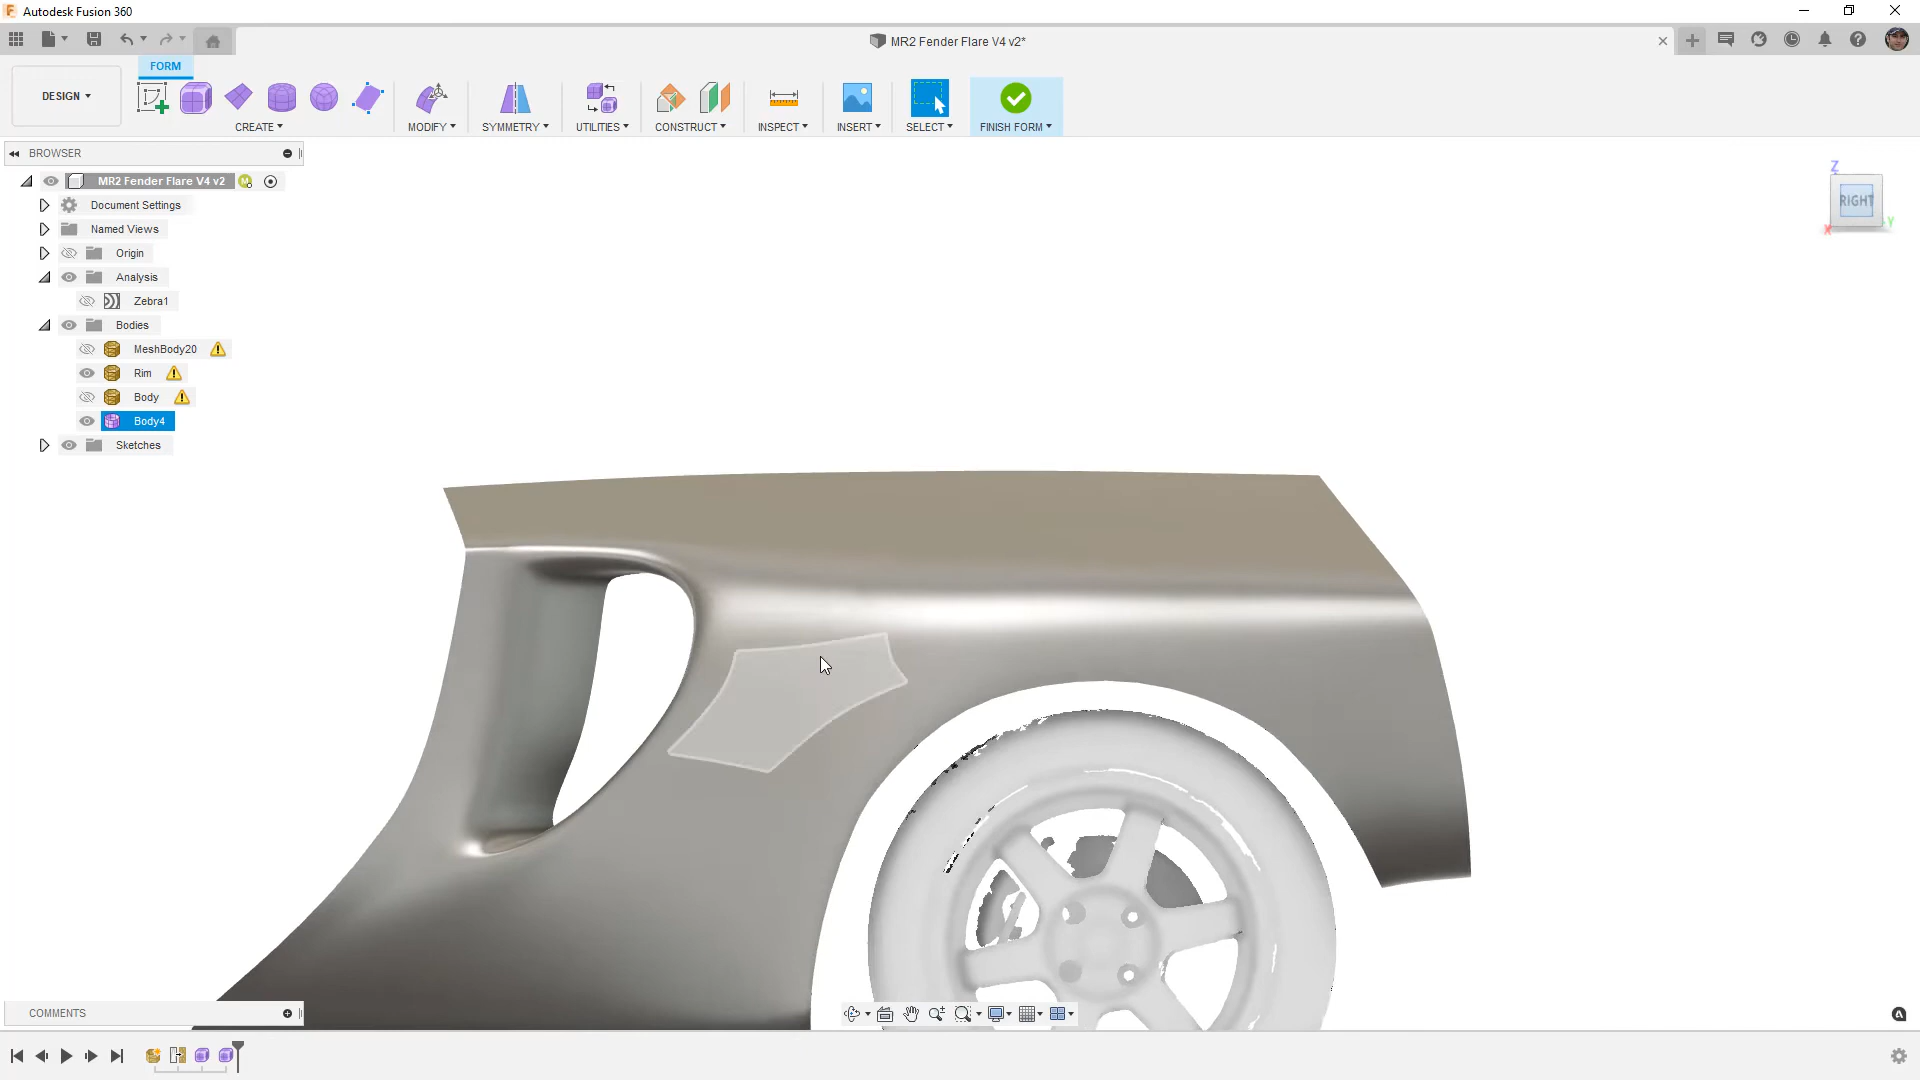 Autodesk Fusion 360
MR2 Fender Flare V4 v2*
FORM
DESIGN
CREATE
MODIFY
SYMMETRY
UTILITIES
CONSTRUCT
INSPECT
INSERT
SELECT
FINISH FORM
BROWSER
MR2 Fender Flare V4 v2
Document Settings
Named Views
Origin
Analysis
Zebra1
Bodies
MeshBody20
Rim
Body
Body4
Sketches
Z
RIGHT
X
Y
COMMENTS